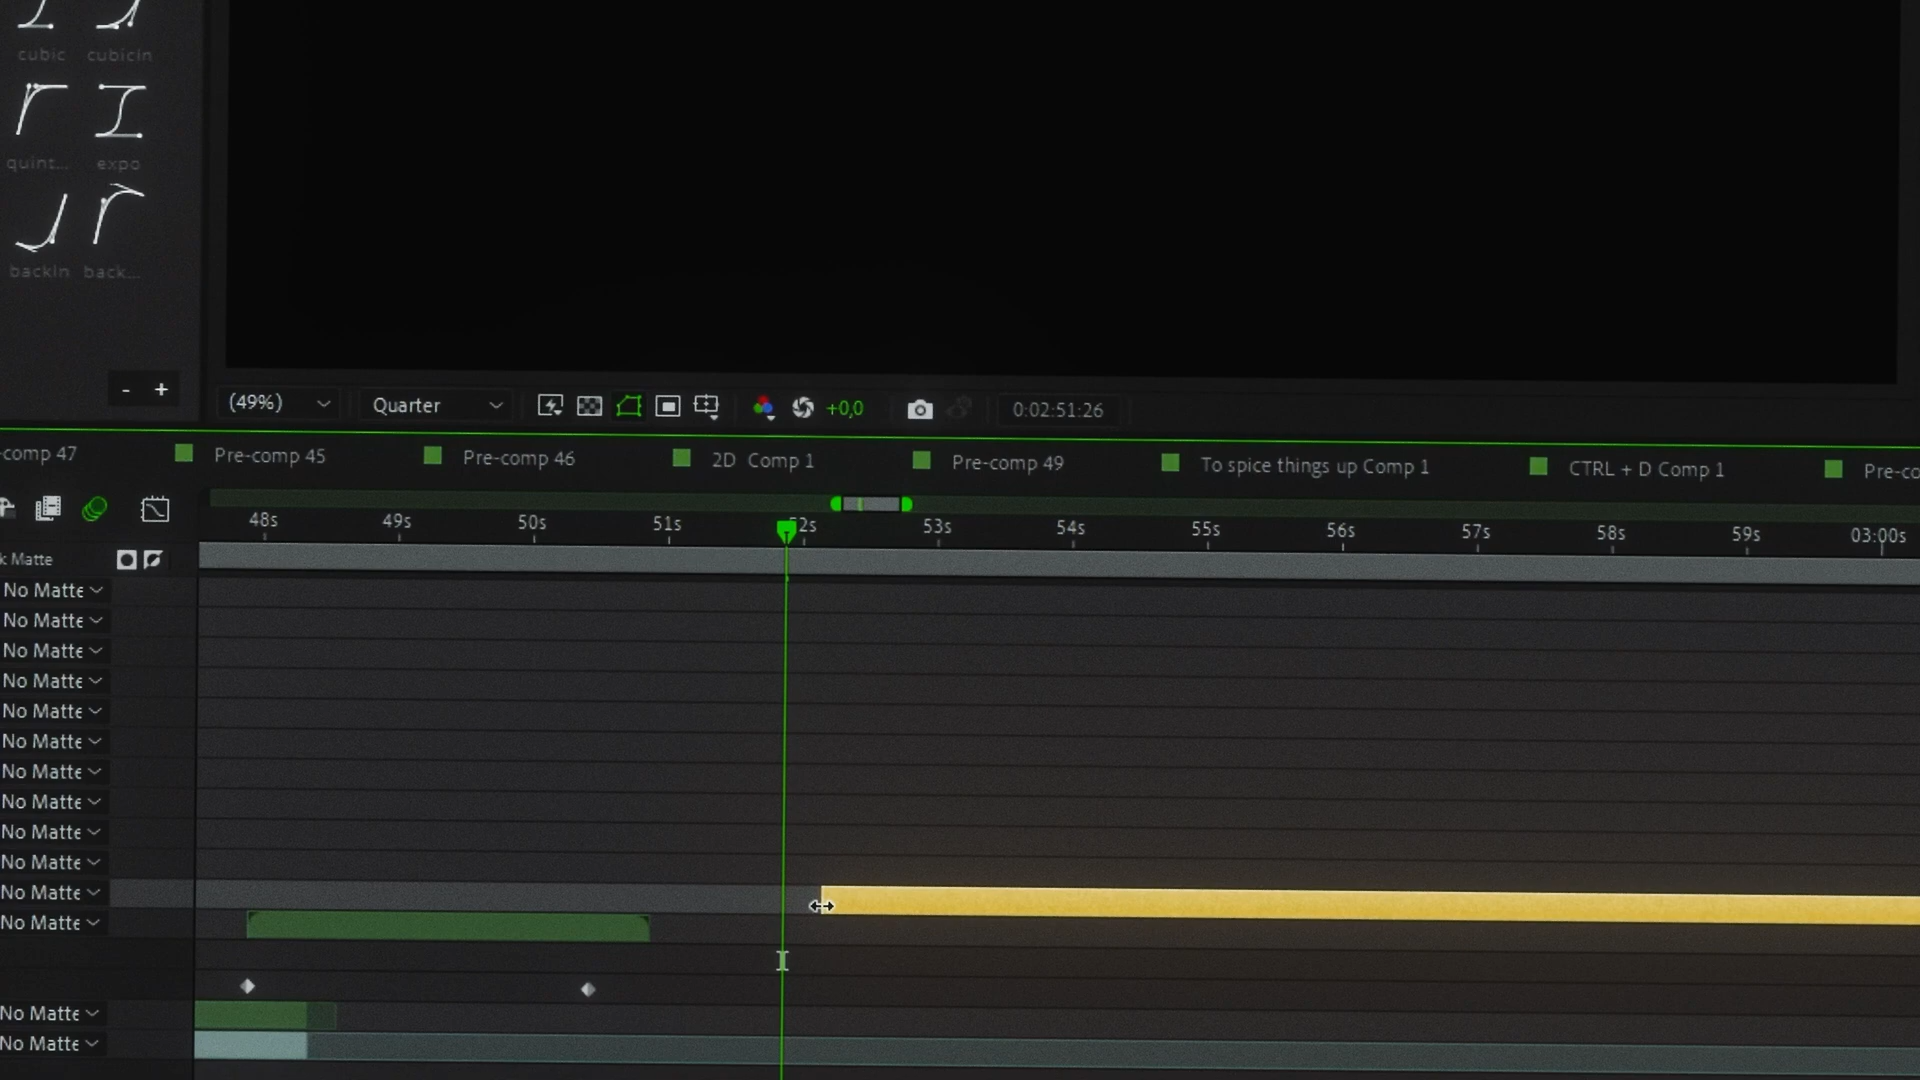 cubic cubicIn
quint... expo
backIn back...
- +
(49%) Quarter +0,0 0:02:51:26
-comp 47 Pre-comp 45 Pre-comp 46 2D Comp 1 Pre-comp 49 To spice things up Comp 1 CTRL + D Comp 1 Pre-co
48s 49s 50s 51s 52s 53s 54s 55s 56s 57s 58s 59s 03:00s
k Matte
No Matte
No Matte
No Matte
No Matte
No Matte
No Matte
No Matte
No Matte
No Matte
No Matte
No Matte
No Matte
No Matte
No Matte